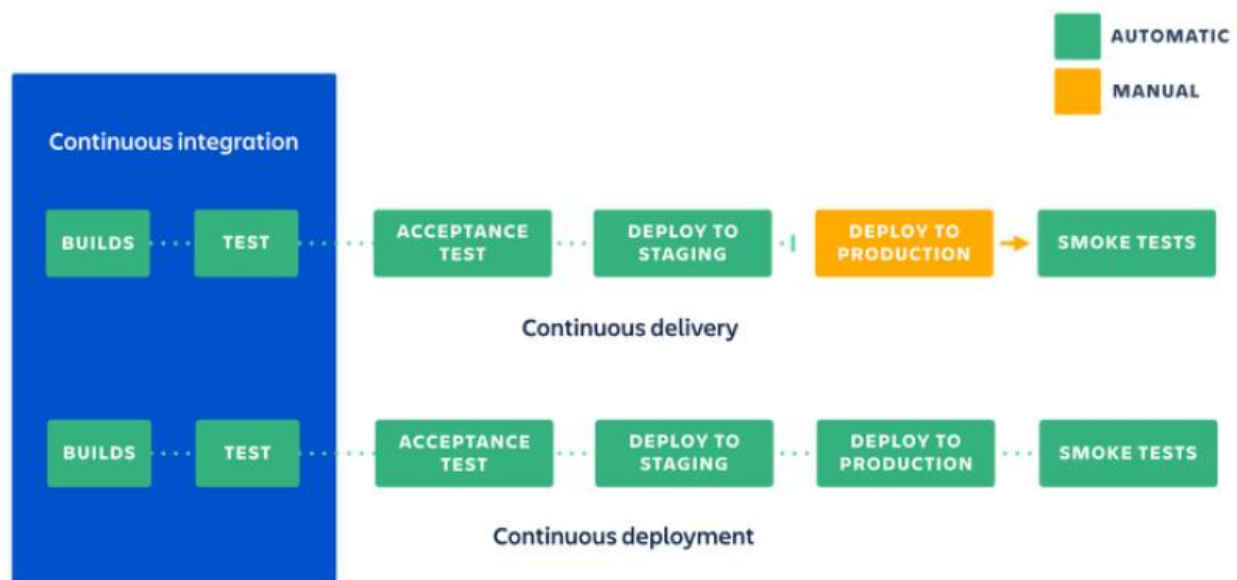 AUTOMATIC
MANUAL
Continuous integration
BUILDS
TEST
ACCEPTANCE
TEST
DEPLOY TO
STAGING
DEPLOY TO
PRODUCTION
SMOKE TESTS
Continuous delivery
BUILDS
TEST
ACCEPTANCE
TEST
DEPLOY TO
STAGING
DEPLOY TO
PRODUCTION
SMOKE TESTS
Continuous deployment